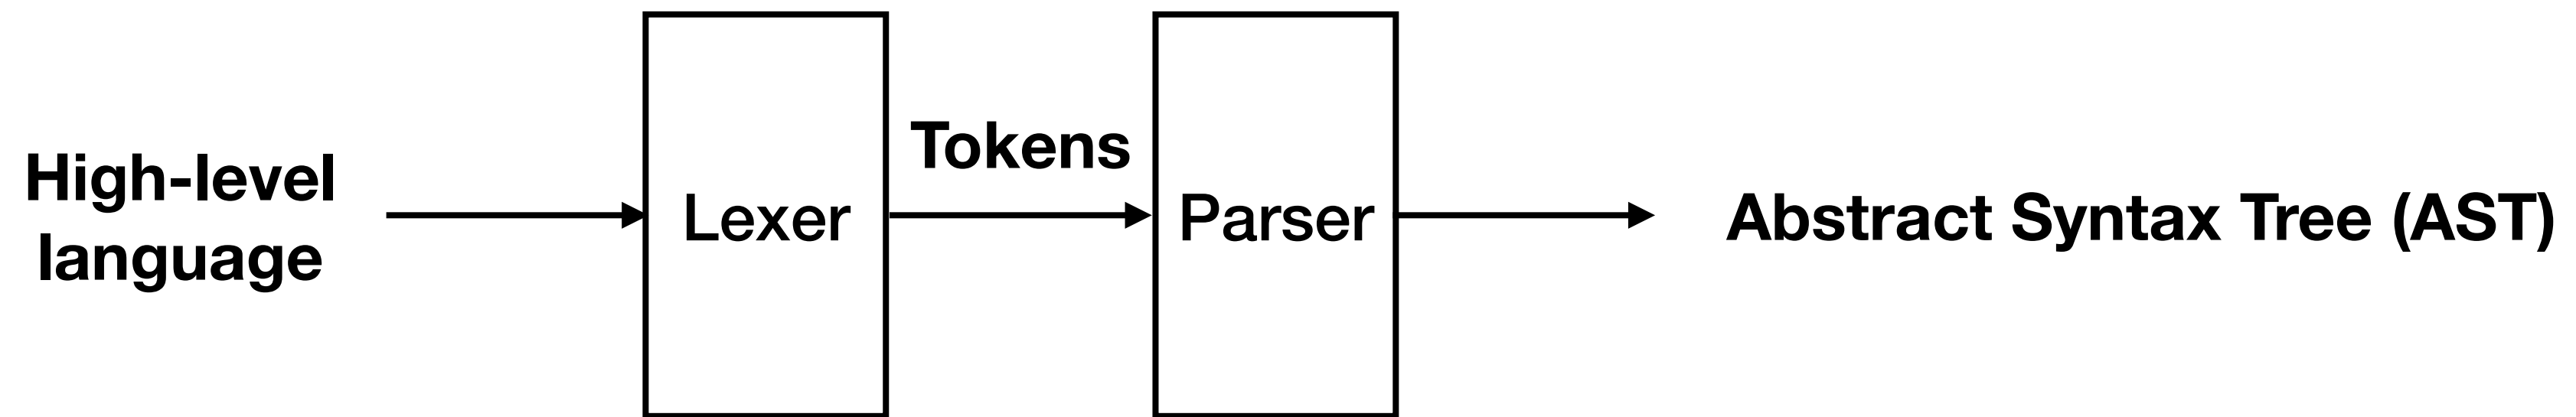 High-level
language
Lexer
Tokens
Parser
Abstract Syntax Tree (AST)